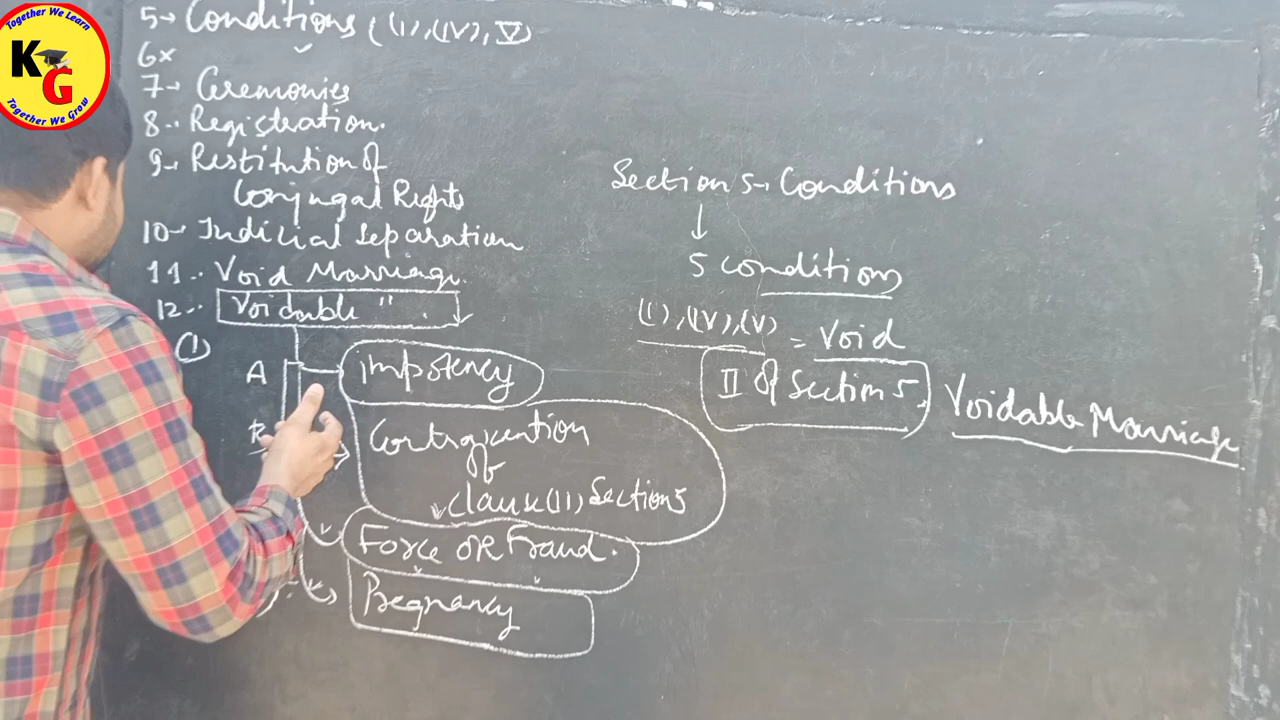 Together We Learn
KG
Together We Grow
5→ Conditions (I),(IV),V)
6×
7→ Ceremonies
8→ Registration.
9→ Restitution of
Conjugal Rights
10→ Judicial Separation
11→ Void Marriage.
12→ Voidable "
(1)
A impotency
B Contravention
of
clause(II) Section 5
Force OR Fraud.
Pregnancy
Section 5→ Conditions
↓
5 conditions
(I),(IV),(V) = Void
II of Section 5, Voidable Marriage